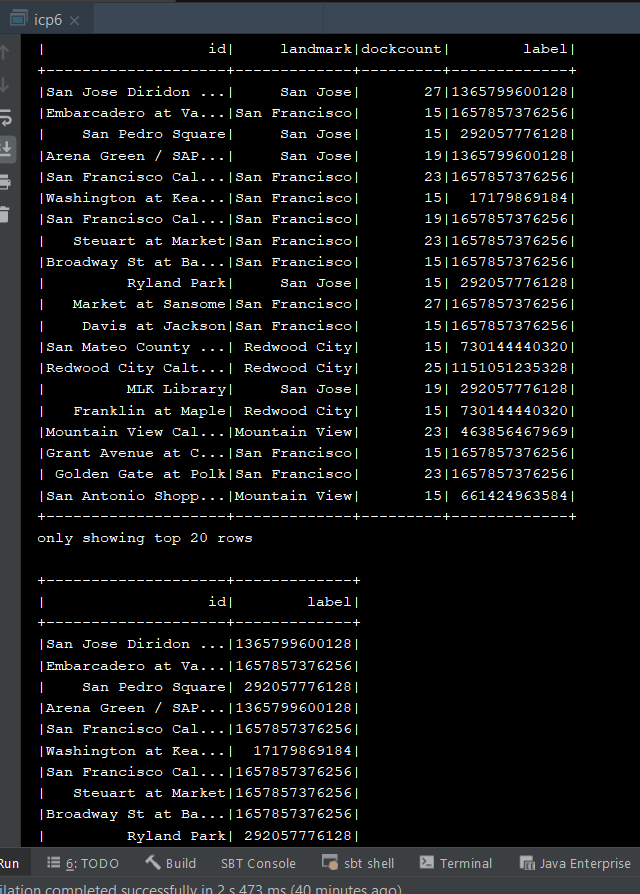 icp6 ×
|                  id|     landmark|dockcount|        label|
+--------------------+-------------+---------+-------------+
|San Jose Diridon ...|     San Jose|       27|1365799600128|
|Embarcadero at Va...|San Francisco|       15|1657857376256|
|    San Pedro Square|     San Jose|       15| 292057776128|
|Arena Green / SAP...|     San Jose|       19|1365799600128|
|San Francisco Cal...|San Francisco|       23|1657857376256|
|Washington at Kea...|San Francisco|       15|  17179869184|
|San Francisco Cal...|San Francisco|       19|1657857376256|
|   Steuart at Market|San Francisco|       23|1657857376256|
|Broadway St at Ba...|San Francisco|       15|1657857376256|
|         Ryland Park|     San Jose|       15| 292057776128|
|   Market at Sansome|San Francisco|       27|1657857376256|
|    Davis at Jackson|San Francisco|       15|1657857376256|
|San Mateo County ...| Redwood City|       15| 730144440320|
|Redwood City Calt...| Redwood City|       25|1151051235328|
|         MLK Library|     San Jose|       19| 292057776128|
|   Franklin at Maple| Redwood City|       15| 730144440320|
|Mountain View Cal...|Mountain View|       23| 463856467969|
|Grant Avenue at C...|San Francisco|       15|1657857376256|
| Golden Gate at Polk|San Francisco|       23|1657857376256|
|San Antonio Shopp...|Mountain View|       15| 661424963584|
+--------------------+-------------+---------+-------------+
only showing top 20 rows
+--------------------+-------------+
|                  id|        label|
+--------------------+-------------+
|San Jose Diridon ...|1365799600128|
|Embarcadero at Va...|1657857376256|
|    San Pedro Square| 292057776128|
|Arena Green / SAP...|1365799600128|
|San Francisco Cal...|1657857376256|
|Washington at Kea...|  17179869184|
|San Francisco Cal...|1657857376256|
|   Steuart at Market|1657857376256|
|Broadway St at Ba...|1657857376256|
|         Ryland Park| 292057776128|
Run 6: TODO Build SBT Console sbt shell Terminal Java Enterprise
ilation completed successfully in 2 s 473 ms (40 minutes ago)